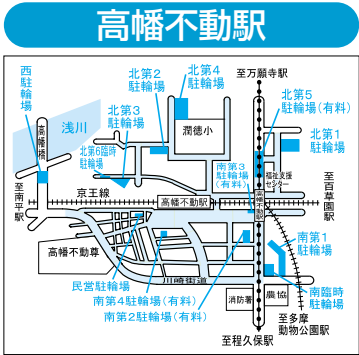 高幡不動駅
至万願寺駅
西
駐輪場
北第2
駐輪場
北第4
駐輪場
北第5
駐輪場(有料)
浅川
北第3
駐輪場
潤徳小
北第1
駐輪場
高幡橋
北第6臨時
駐輪場
南第3
駐輪場
(有料)
福祉支援
センター
至南平駅
京王線
高幡不動駅
高幡不動駅
至百草園駅
高幡不動尊
南第1
駐輪場
川崎街道
民営駐輪場
南第4駐輪場(有料)
南第2駐輪場(有料)
消防署
農協
南臨時
駐輪場
至多摩
動物公園駅
至程久保駅